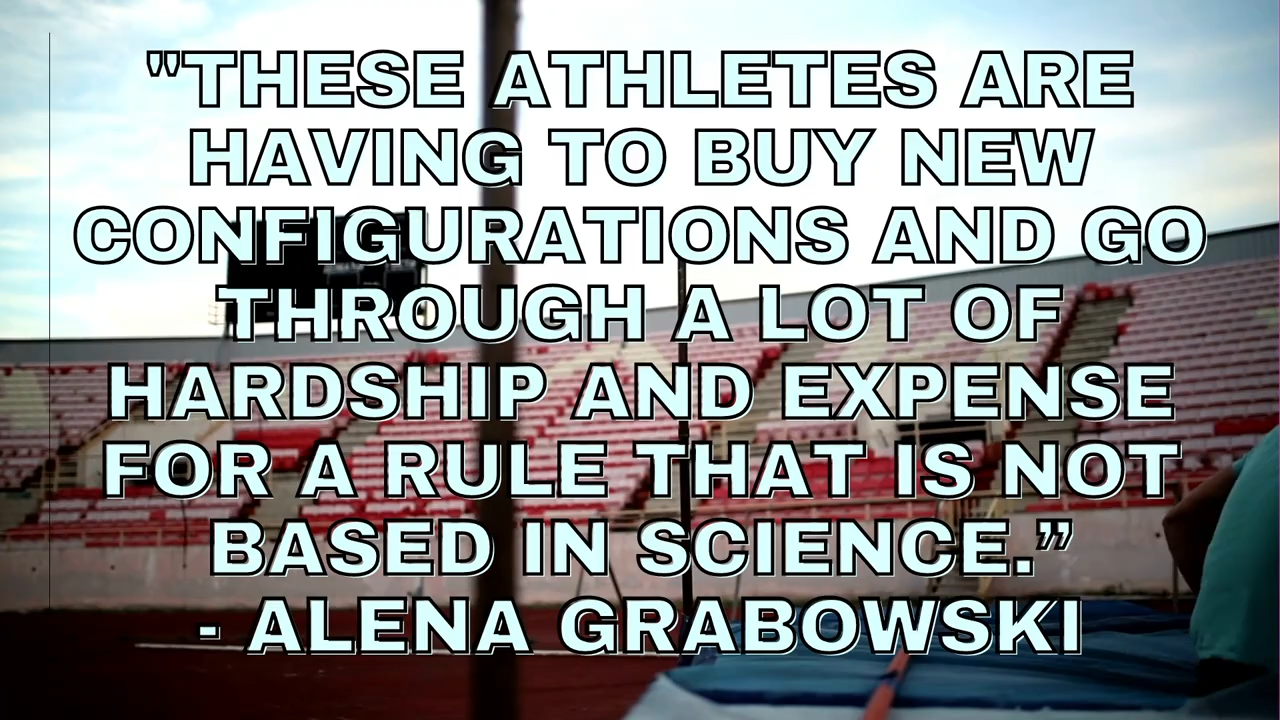 "THESE ATHLETES ARE
HAVING TO BUY NEW
CONFIGURATIONS AND GO
THROUGH A LOT OF
HARDSHIP AND EXPENSE
FOR A RULE THAT IS NOT
BASED IN SCIENCE.”
- ALENA GRABOWSKI